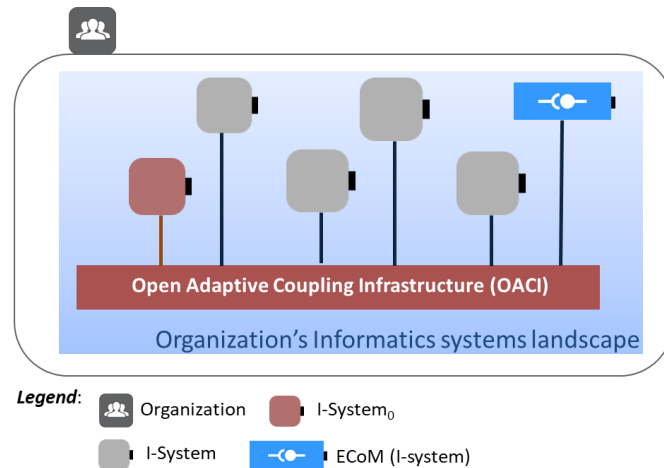 Open Adaptive Coupling Infrastructure (OACI)
Organization's Informatics systems landscape
Legend:
Organization
I-System₀
I-System
ECoM (I-system)